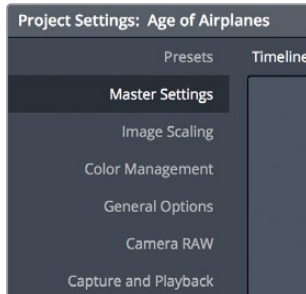 Project Settings: Age of Airplanes
Presets
Timeline
Master Settings
Image Scaling
Color Management
General Options
Camera RAW
Capture and Playback